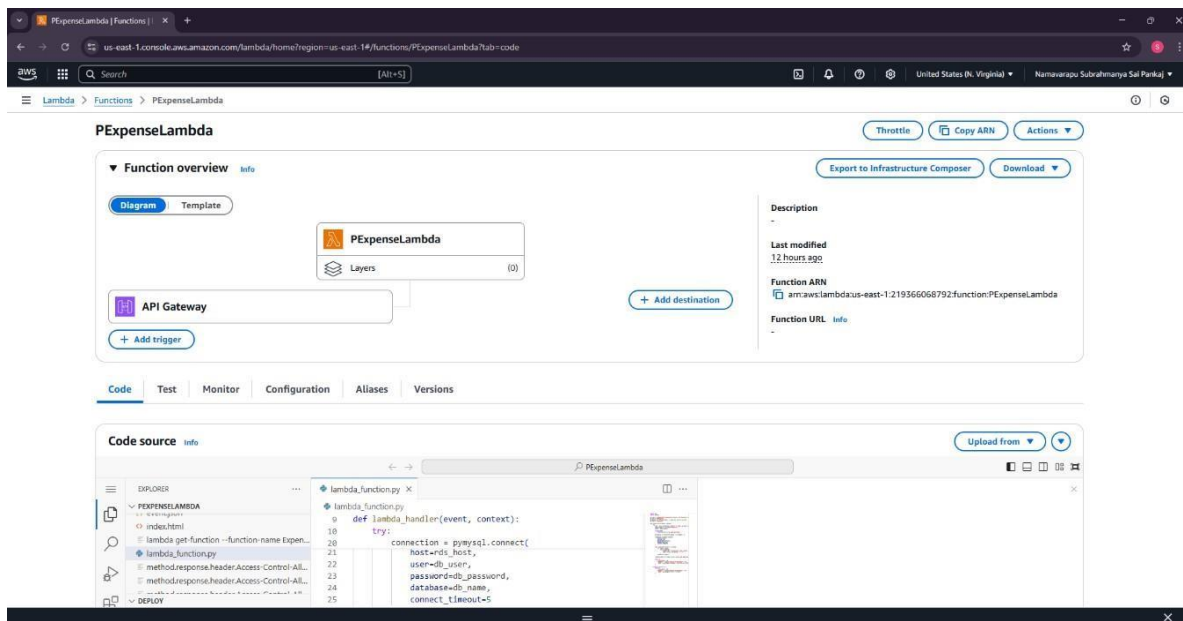 PExpenseLambda | Functions |
us-east-1.console.aws.amazon.com/lambda/home?region=us-east-1#/functions/PExpenseLambda?tab=code
aws
Search
[Alt+S]
United States (N. Virginia)
Namavarapu Subrahmanya Sai Pankaj
Lambda > Functions > PExpenseLambda
PExpenseLambda
Throttle
Copy ARN
Actions
Function overview Info
Export to Infrastructure Composer
Download
Diagram
Template
PExpenseLambda
Layers
(0)
API Gateway
+ Add trigger
+ Add destination
Description
-
Last modified
12 hours ago
Function ARN
arn:aws:lambda:us-east-1:219366068792:function:PExpenseLambda
Function URL Info
-
Code
Test
Monitor
Configuration
Aliases
Versions
Code source Info
Upload from
PExpenseLambda
EXPLORER
PEXPENSELAMBDA
index.html
lambda get-function --function-name Expen...
lambda_function.py
method.response.header.Access-Control-All...
method.response.header.Access-Control-All...
DEPLOY
lambda_function.py
lambda_function.py
9 def lambda_handler(event, context):
10 try:
20 connection = pymysql.connect(
21 host=rds_host,
22 user=db_user,
23 password=db_password,
24 database=db_name,
25 connect_timeout=5